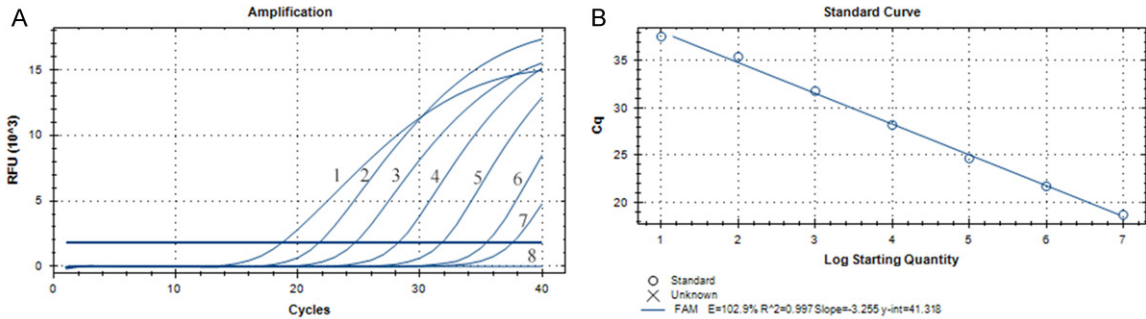 A
Amplification
RFU (10^3)
15
10
5
0
1
2
3
4
5
6
7
8
0
10
20
30
40
Cycles
B
Standard Curve
Cq
35
30
25
20
1
2
3
4
5
6
7
Log Starting Quantity
Standard
Unknown
FAM E=102.9% R^2=0.997 Slope=-3.255 y-int=41.318